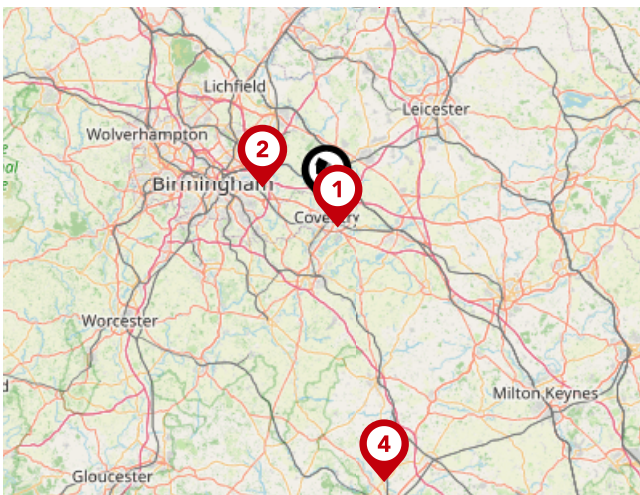 Lichfield
Leicester
Wolverhampton
2
Birmingham
1
Coventry
Worcester
Milton Keynes
4
Gloucester